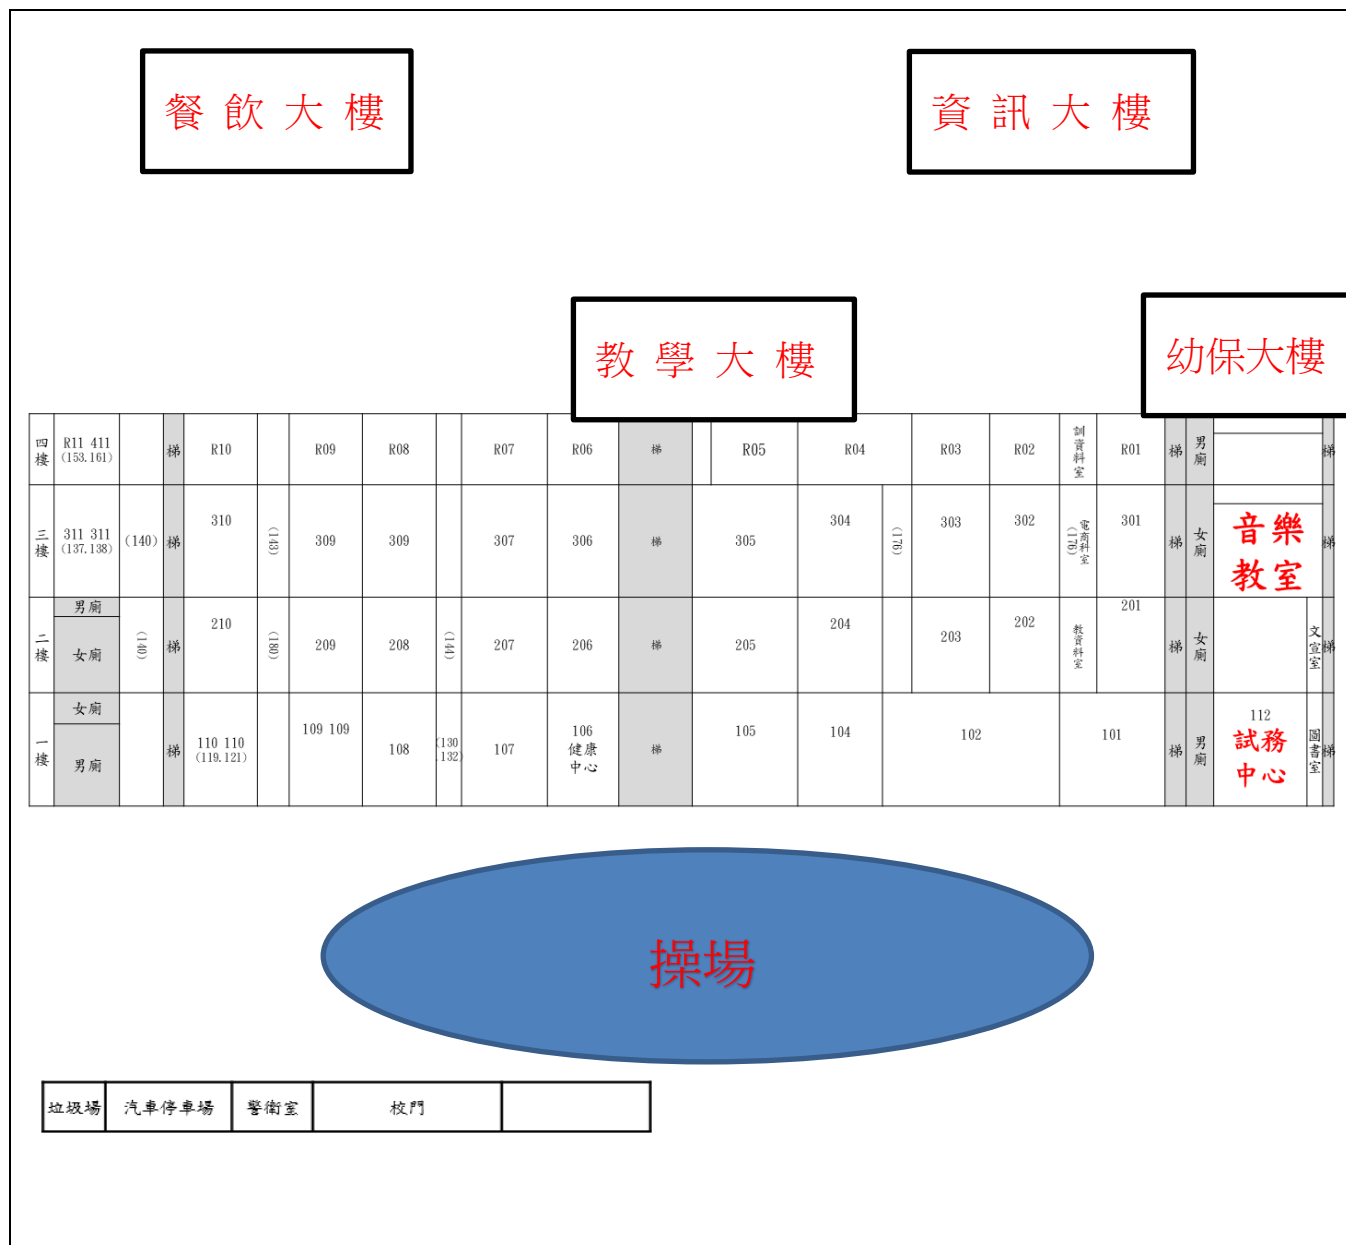 餐飲大樓
資訊大樓
教學大樓
幼保大樓
四樓 R11 411 (153.161) 梯 R10 R09 R08 R07 R06 梯 R05 R04 R03 R02 訓資料室 R01 梯 男廁 梯
三樓 311 311 (137.138) (140) 梯 310 (143) 309 309 307 306 梯 305 304 (176) 303 302 電商科室 (176) 301 梯 女廁 音樂教室 梯
二樓 男廁 女廁 (140) 梯 210 (180) 209 208 (144) 207 206 梯 205 204 203 202 教資料室 201 梯 女廁 文宣室 梯
一樓 女廁 男廁 梯 110 110 (119.121) 109 109 108 (130.132) 107 106 健康中心 梯 105 104 102 101 梯 男廁 112 試務中心 圖書室 梯
操場
垃圾場 汽車停車場 警衛室 校門